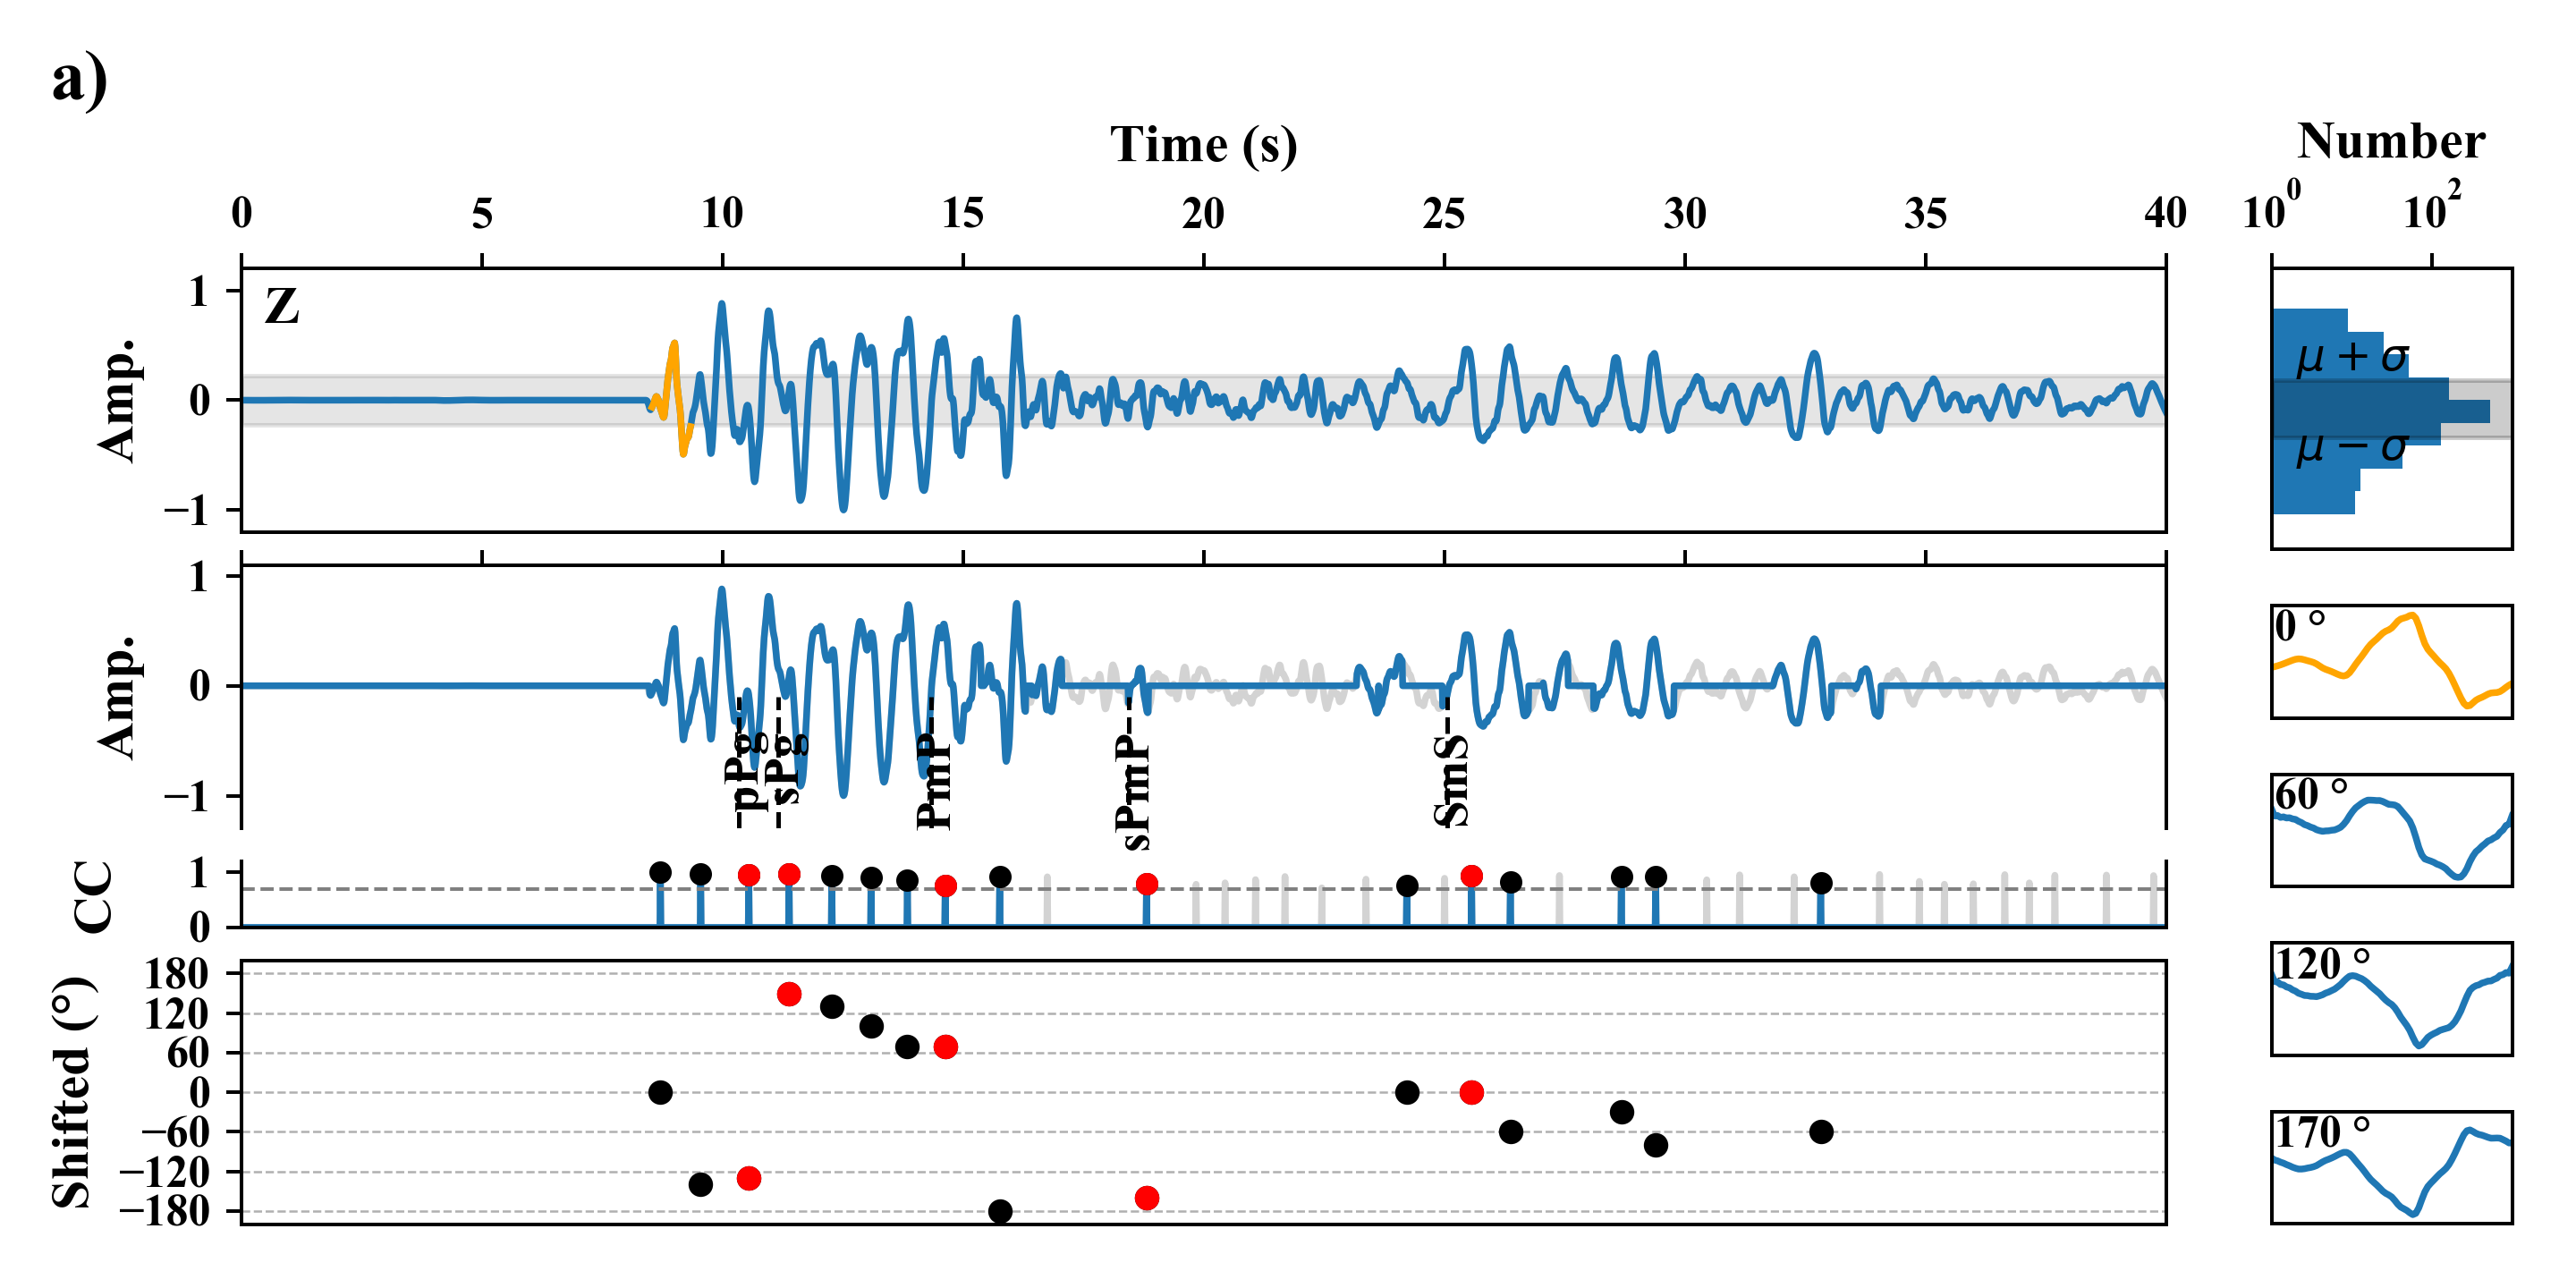 a)
Time (s)
Number
0 5 10 15 20 25 30 35 40
10^0 10^2
Z
Amp.
1
0
−1
μ + σ
μ − σ
Amp.
1
0
−1
pPg
sPg
PmP
sPmP
SmS
0 °
60 °
CC
1
0
120 °
Shifted (°)
180
120
60
0
−60
−120
−180
170 °